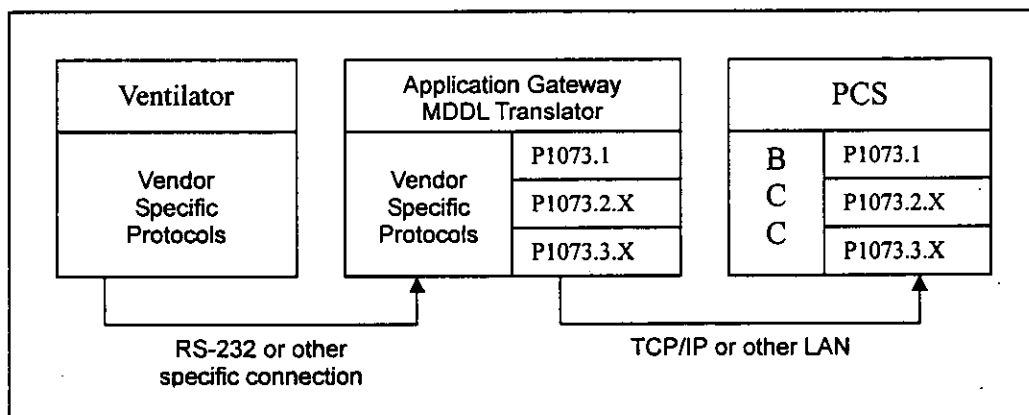 Ventilator
Vendor
Specific
Protocols
Application Gateway
MDDL Translator
Vendor
Specific
Protocols
P1073.1
P1073.2.X
P1073.3.X
PCS
B
C
C
P1073.1
P1073.2.X
P1073.3.X
RS-232 or other
specific connection
TCP/IP or other LAN